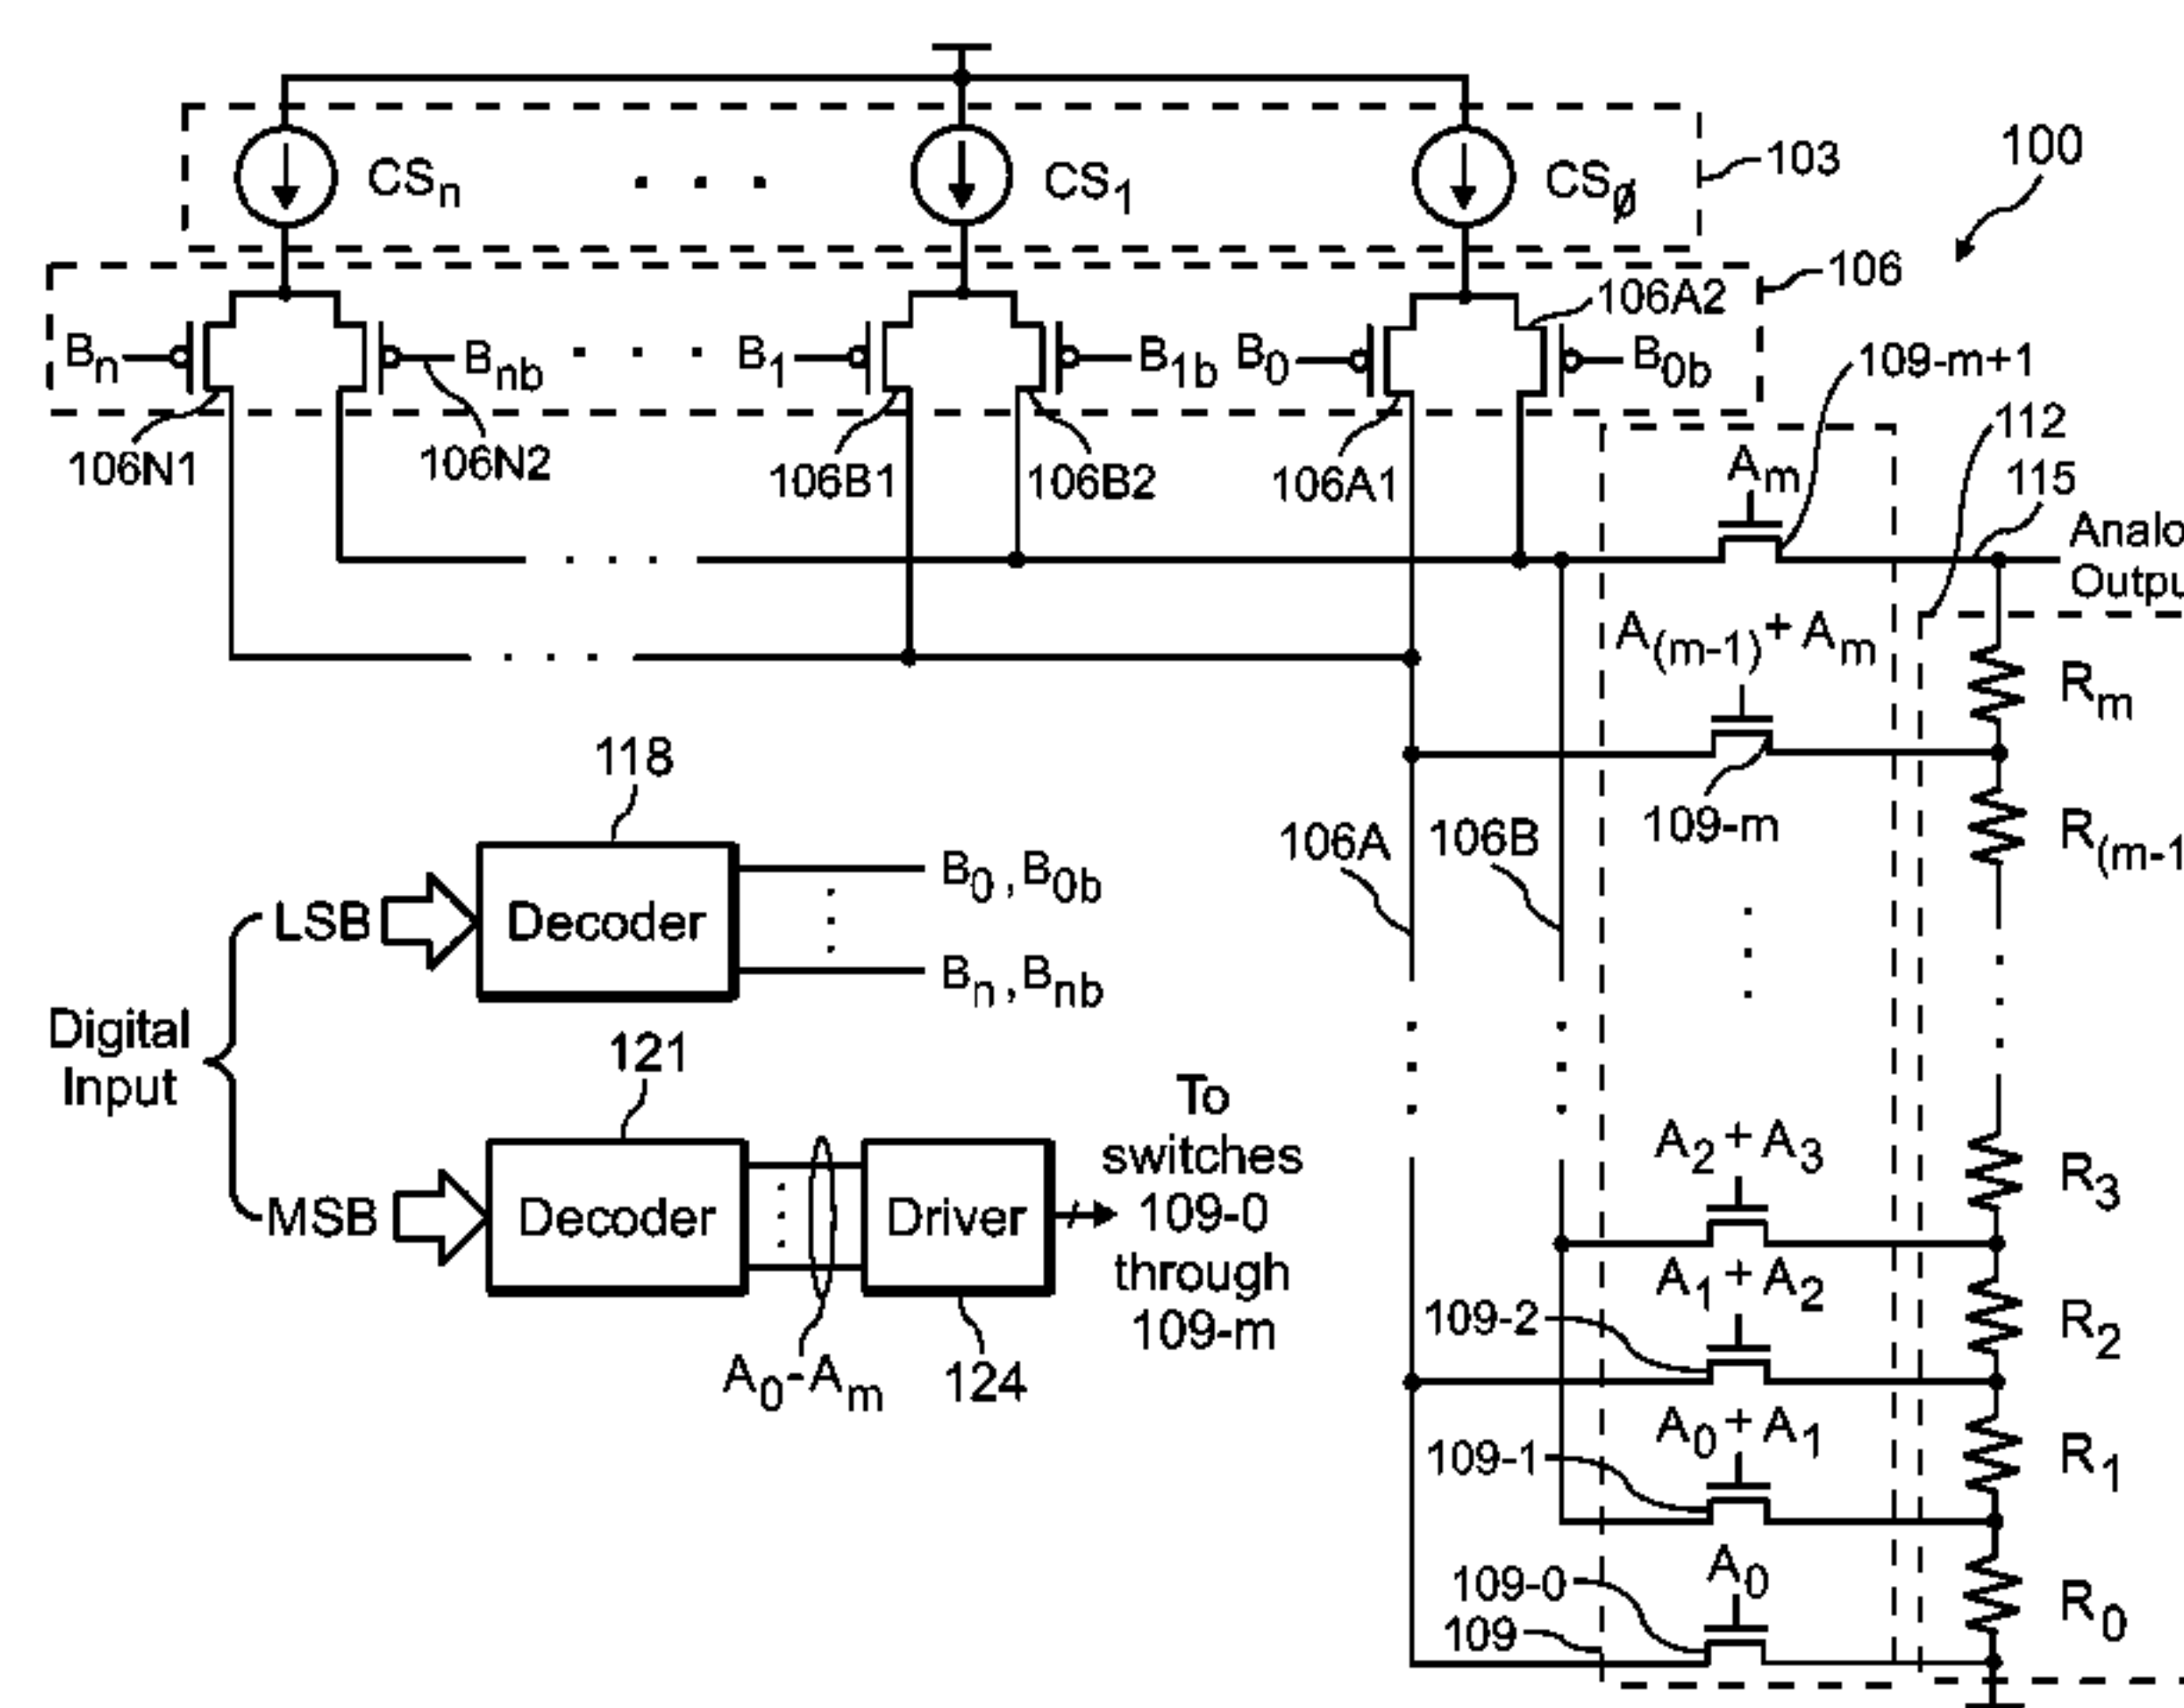 CSn
CS1
CSø
103
100
106
106A2
Bn
Bnb
B1
B1b
B0
B0b
109-m+1
112
115
106N1
106N2
106B1
106B2
106A1
Am
Analo
Outpu
A(m-1)+ Am
Rm
109-m
R(m-1
118
106A
106B
LSB
Decoder
B0,B0b
Bn,Bnb
Digital
Input
121
To
switches
109-0
through
109-m
MSB
Decoder
Driver
A0-Am
124
A2 + A3
R3
A1 + A2
109-2
R2
A0 + A1
109-1
R1
109-0
A0
109
R0